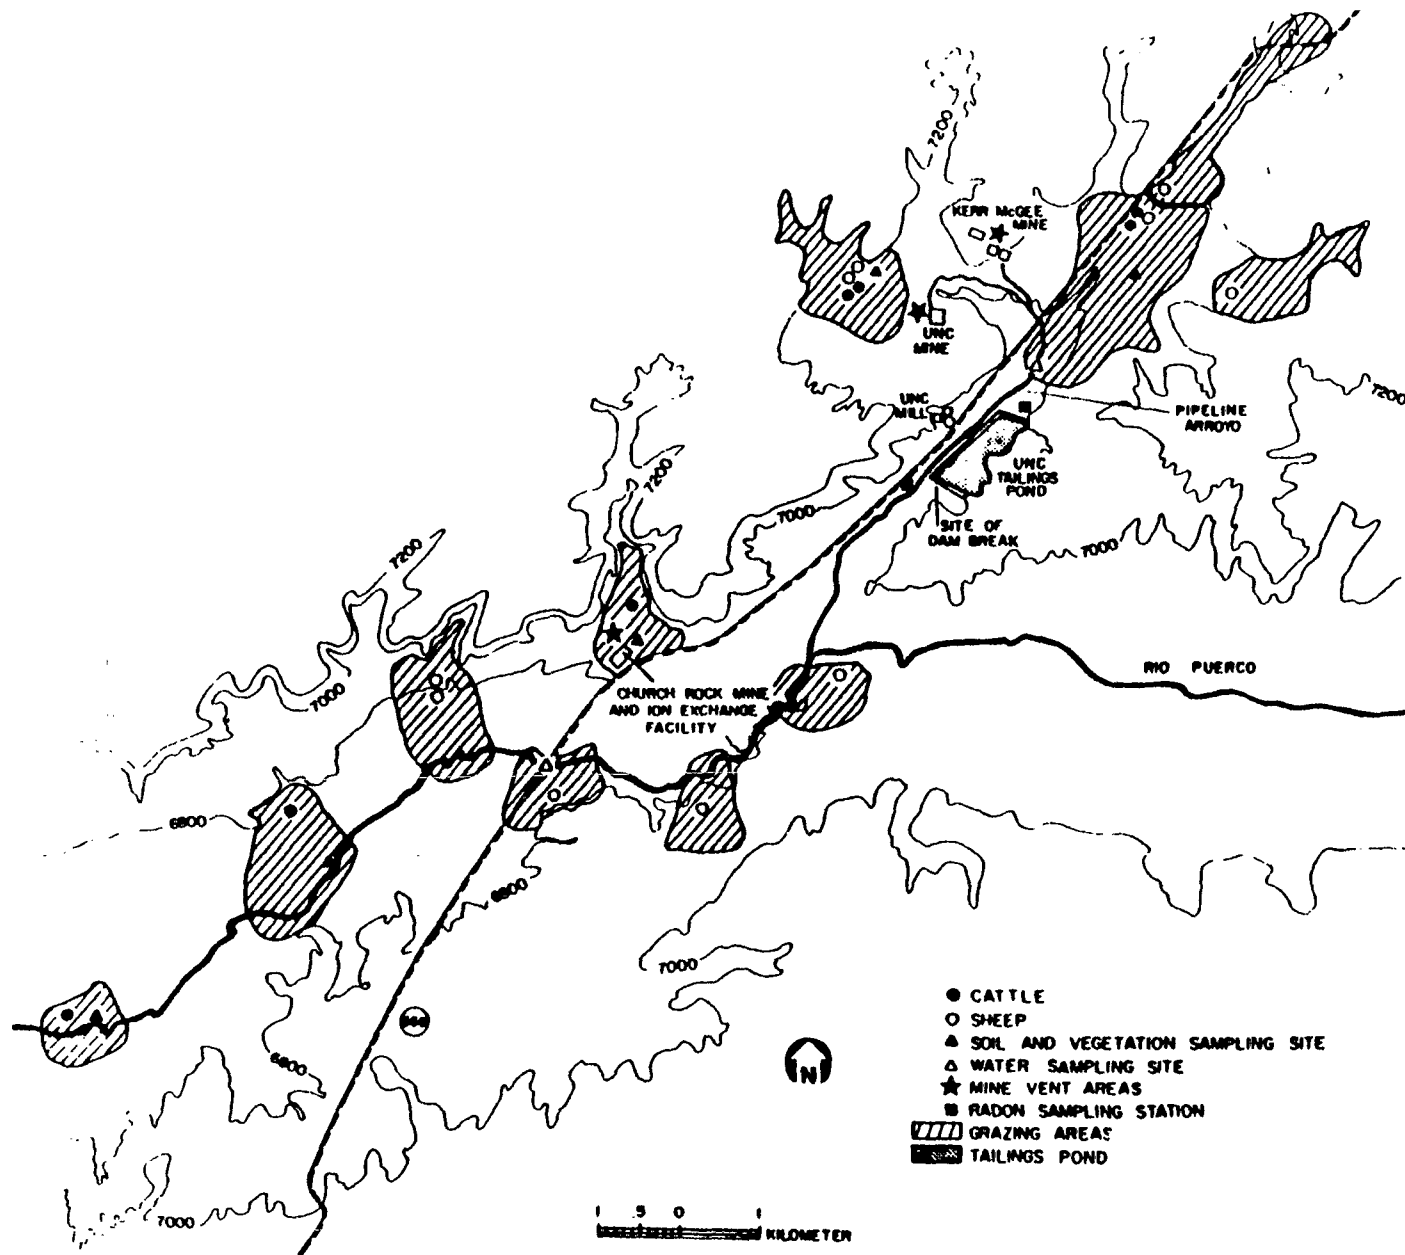 7200
KERR McGEE
MINE
UNC
MINE
7200
UNC
MILL
PIPELINE
ARROYO
UNC
TAILINGS
POND
7200
7000
SITE OF
DAM BREAK
7000
7200
RIO PUERCO
7000
CHURCH ROCK MINE
AND ION EXCHANGE
FACILITY
6800
6800
7000
6800
7000
N
CATTLE
SHEEP
SOIL AND VEGETATION SAMPLING SITE
WATER SAMPLING SITE
MINE VENT AREAS
RADON SAMPLING STATION
GRAZING AREAS
TAILINGS POND
1 .5 0 1
KILOMETER